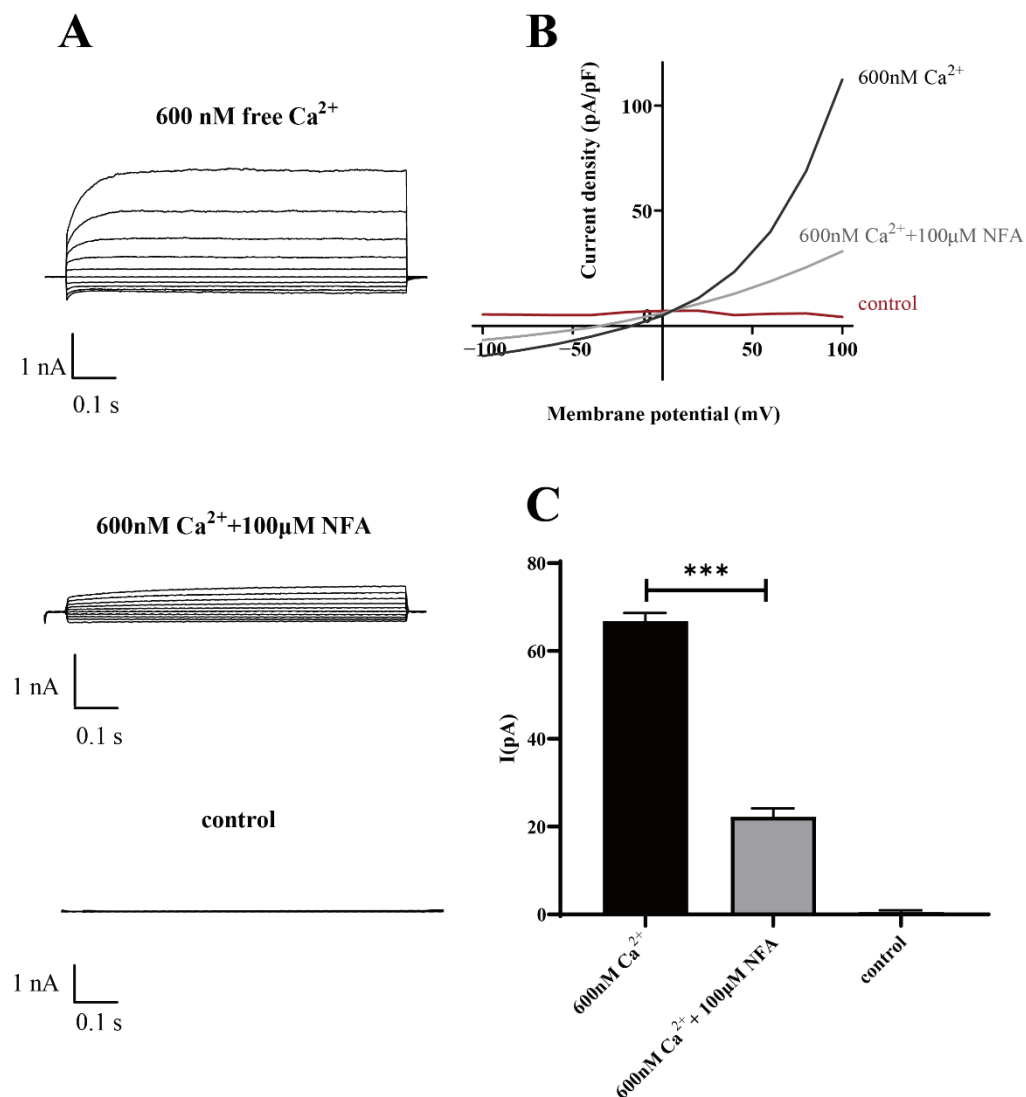 A
600 nM free Ca²⁺
1 nA
0.1 s
600nM Ca²⁺+100μM NFA
1 nA
0.1 s
control
1 nA
0.1 s
B
Current density (pA/pF)
100
50
0
−100
−50
50
100
600nM Ca²⁺
600nM Ca²⁺+100μM NFA
control
Membrane potential (mV)
C
I(pA)
80
60
40
20
0
***
600nM Ca²⁺
600nM Ca²⁺+ 100μM NFA
control